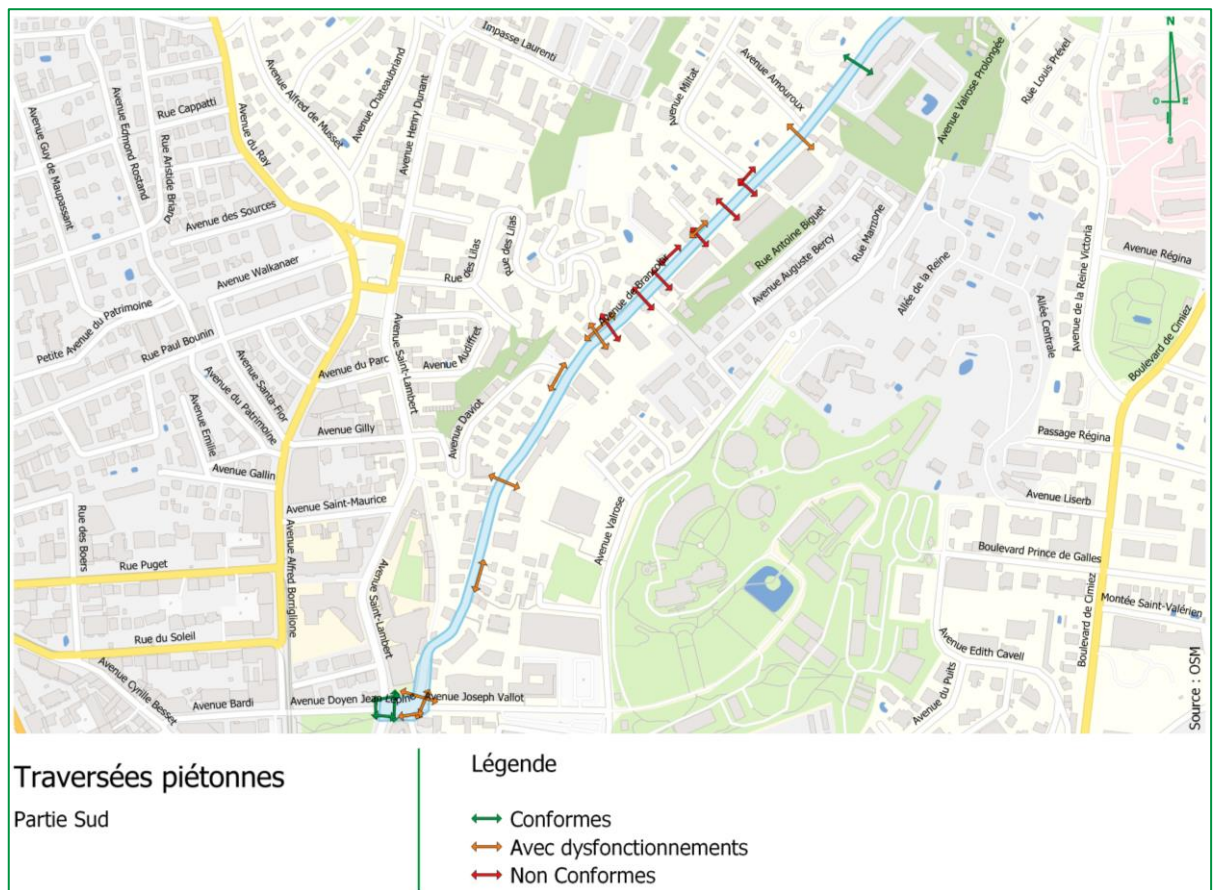 Impasse Laurenti
Avenue Valrose Prolongée
Rue Louis Prével
N
O
E
S
Avenue Amouroux
Avenue Miltat
Avenue Chateaubriand
Avenue Henry Dunant
Rue Cappatti
Avenue Alfred de Musset
Avenue du Ray
Avenue Guy de Maupassant
Avenue Edmond Rostand
Rue Aristide Briand
Avenue des Sources
Avenue Walkanaer
Rue des Lilas
des Lilas
Rue Antoine Biguet
Avenue Auguste Bercy
Rue Manzone
Allée de la Reine
Avenue Régina
Avenue de la Reine Victoria
Allée Centrale
Boulevard de Cimiez
Petite Avenue du Patrimoine
Rue Paul Bounin
Avenue Santa-Fior
Avenue du Patrimoine
Avenue Emilie
Avenue du Parc
Avenue Saint-Lambert
Avenue Audiffret
Avenue Daviot
Avenue Gilly
Avenue Gallin
Avenue Saint-Maurice
Passage Régina
Avenue Liserb
Boulevard Prince de Galles
Montée Saint-Valérien
Boulevard de Cimiez
Avenue Valrose
Rue des Boers
Rue Puget
Avenue Alfred Borriglione
Avenue Saint-Lambert
Rue du Soleil
Avenue Edith Cavell
Avenue du Puits
Avenue Cyrille Besset
Avenue Bardi
Avenue Doyen Jean Lépine
Avenue Joseph Vallot
Source : OSM
Traversées piétonnes
Partie Sud
Légende
Conformes
Avec dysfonctionnements
Non Conformes